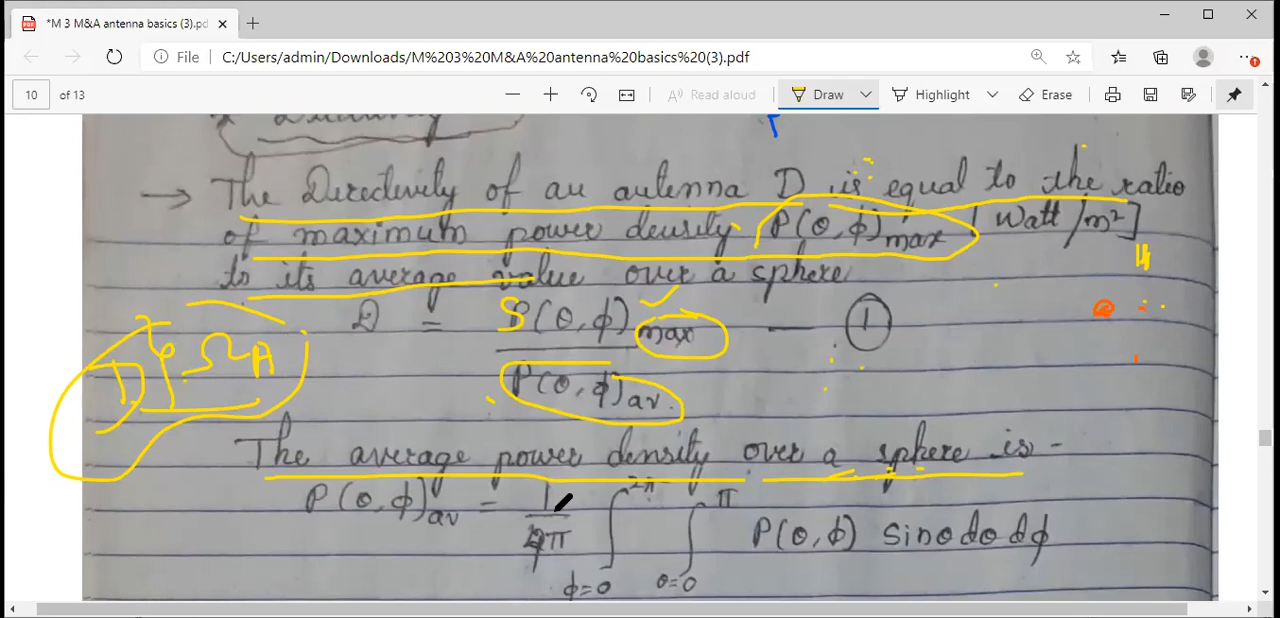 *M 3 M&A antenna basics (3).pd
File
C:/Users/admin/Downloads/M%203%20M&A%20antenna%20basics%20(3).pdf
10 of 13
Read aloud
Draw
Highlight
Erase
→ The Directivity of an antenna D is equal to the ratio
of maximum power density P(θ,ϕ)max [Watt/m²]
to its average value over a sphere
D = P(θ,ϕ)max / P(θ,ϕ)av. — ①
ΩA
D
The average power density over a sphere is -
P(θ,ϕ)av = 1/4π ∫ϕ=0^2π ∫θ=0^π P(θ,ϕ) sinθ dθ dϕ